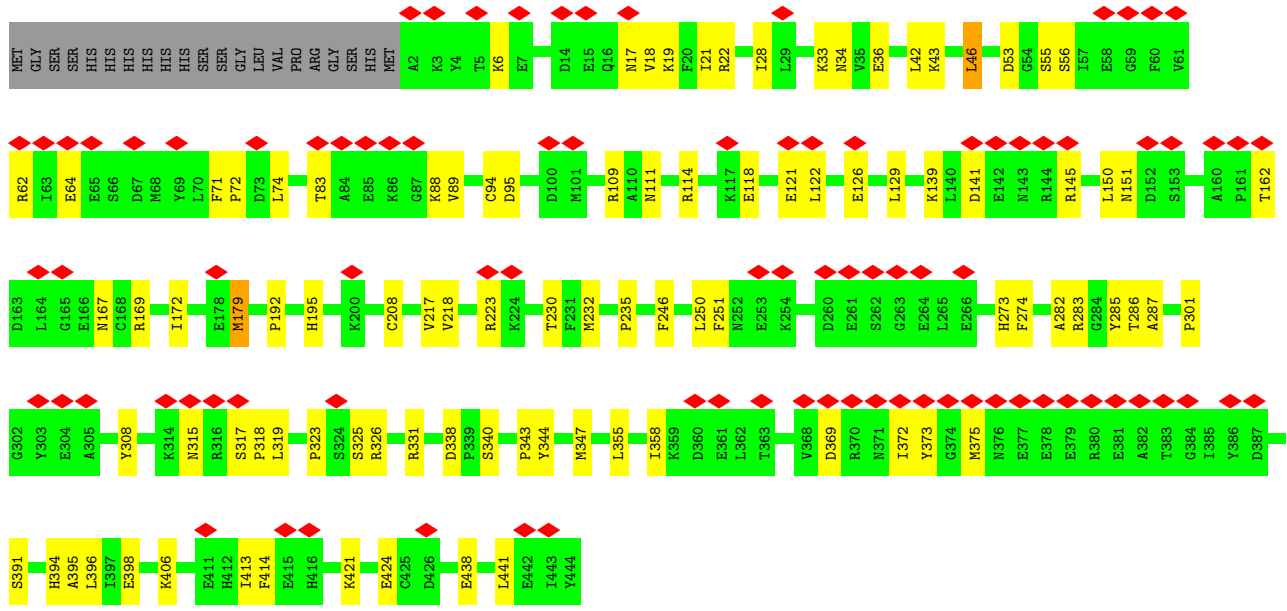 MET GLY SER SER HIS HIS HIS HIS HIS HIS SER SER GLY LEU VAL PRO ARG GLY SER HIS MET A2 K3 Y4 T5 K6 E7 D14 E15 Q16 N17 V18 K19 F20 I21 R22 I28 L29 K33 N34 V35 E36 L42 K43 L46 D53 G54 S55 S56 I57 E58 G59 F60 V61
R62 I63 E64 E65 S66 D67 M68 Y69 L70 F71 P72 D73 L74 T83 A84 E85 K86 G87 K88 V89 C94 D95 D100 M101 R109 A110 N111 R114 K117 E118 E121 L122 E126 L129 K139 L140 D141 E142 N143 R144 R145 L150 N151 D152 S153 A160 P161 T162
D163 L164 G165 E166 N167 C168 R169 I172 E178 M179 P192 H195 K200 C208 V217 V218 R223 K224 T230 F231 M232 P235 F246 L250 F251 N252 E253 K254 D260 E261 S262 G263 E264 L265 E266 H273 F274 A282 R283 G284 Y285 T286 A287 P301
G302 Y303 E304 A305 Y308 K314 N315 R316 S317 P318 L319 P323 S324 S325 R326 R331 D338 P339 S340 P343 Y344 M347 L355 I358 K359 D360 E361 L362 T363 V368 D369 R370 N371 I372 Y373 G374 M375 N376 E377 E378 E379 R380 E381 A382 T383 G384 I385 Y386 D387
S391 H394 A395 L396 I397 E398 K406 E411 H412 I413 F414 E415 H416 K421 E424 C425 D426 E438 L441 E442 I443 Y444